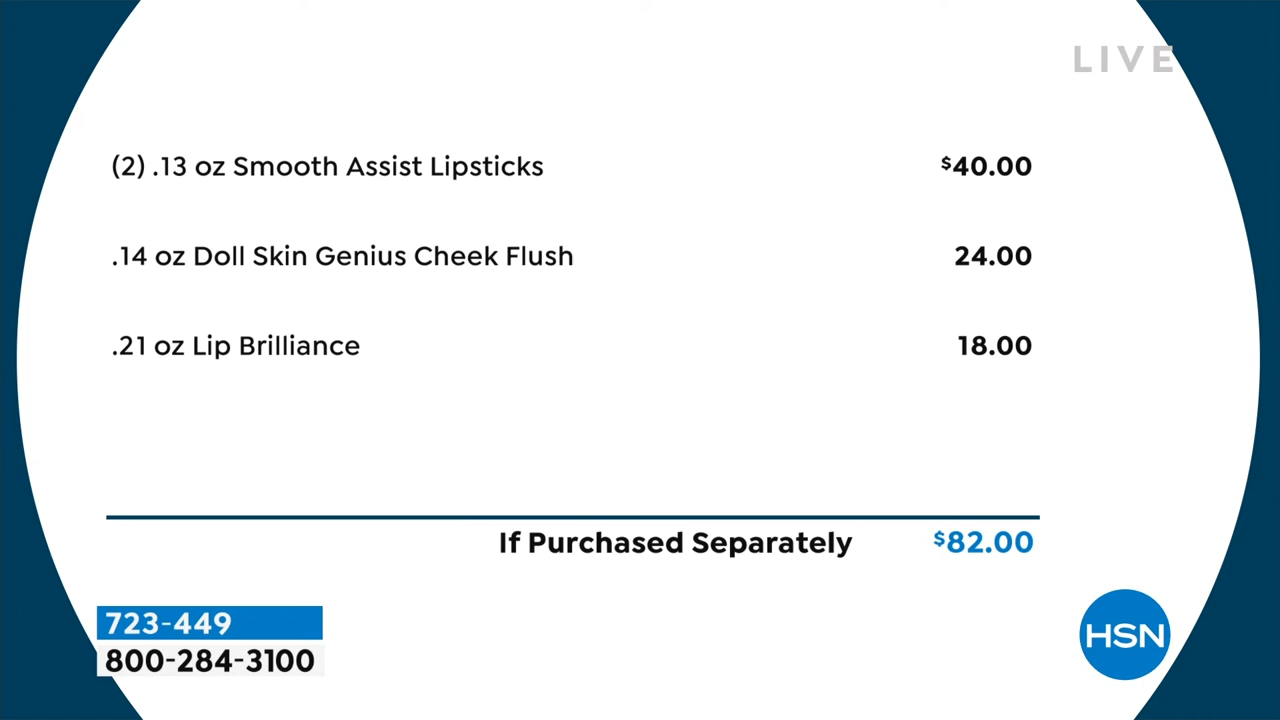 LIVE
(2) .13 oz Smooth Assist Lipsticks $40.00
.14 oz Doll Skin Genius Cheek Flush 24.00
.21 oz Lip Brilliance 18.00
If Purchased Separately $82.00
723-449
800-284-3100
HSN